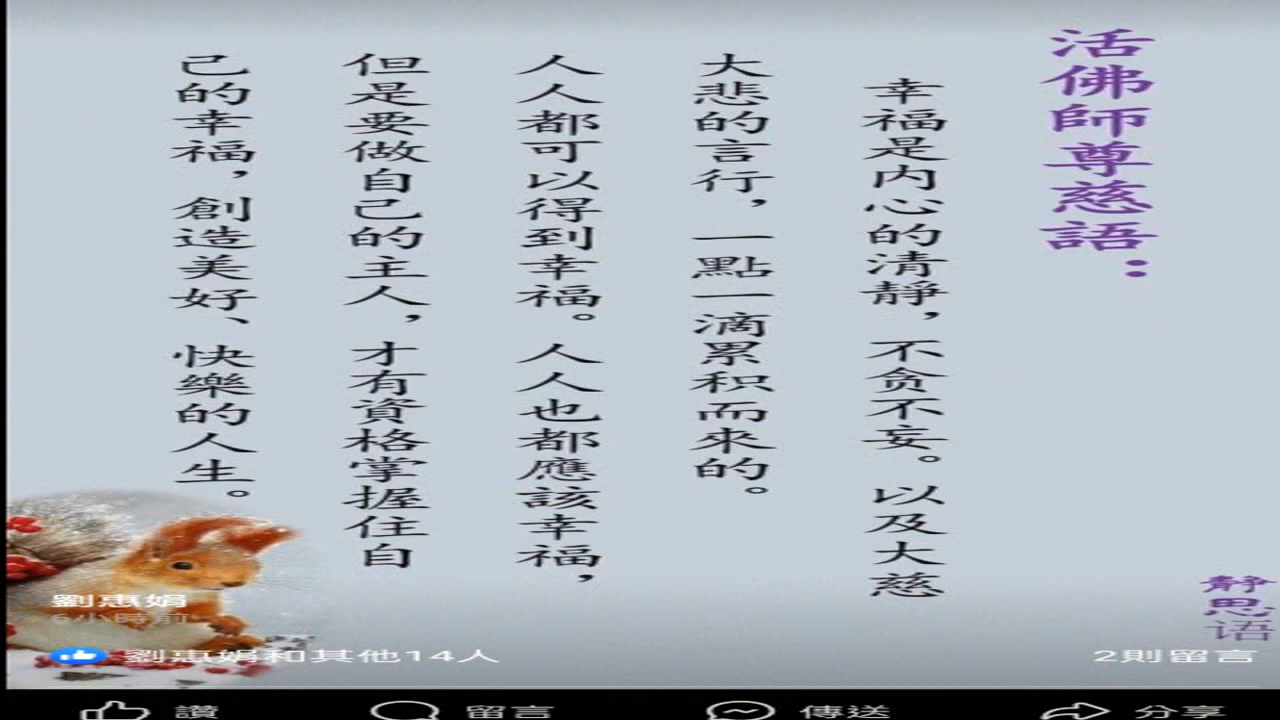 活佛師尊慈語：
幸福是內心的清靜，不贪不妄。以及大慈
大悲的言行，一點一滴累积而來的。
人人都可以得到幸福。人人也都應該幸福，
但是要做自己的主人，才有資格掌握住自
己的幸福，創造美好、快樂的人生。
静思语
劉惠娟
6小時前
劉惠娟和其他14人
2則留言
讚
留言
傳送
分享